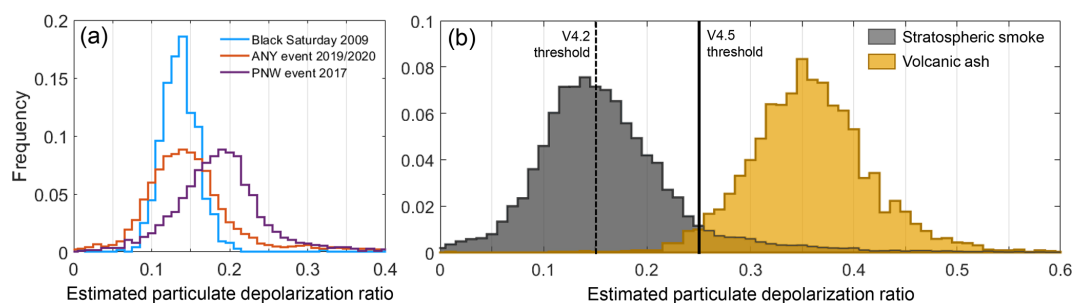 (a)
Black Saturday 2009
ANY event 2019/2020
PNW event 2017
Frequency
0.2
0.15
0.1
0.05
0
0 0.1 0.2 0.3 0.4
Estimated particulate depolarization ratio
(b)
V4.2
threshold
V4.5
threshold
Stratospheric smoke
Volcanic ash
0.1
0.08
0.06
0.04
0.02
0
0 0.1 0.2 0.3 0.4 0.5 0.6
Estimated particulate depolarization ratio